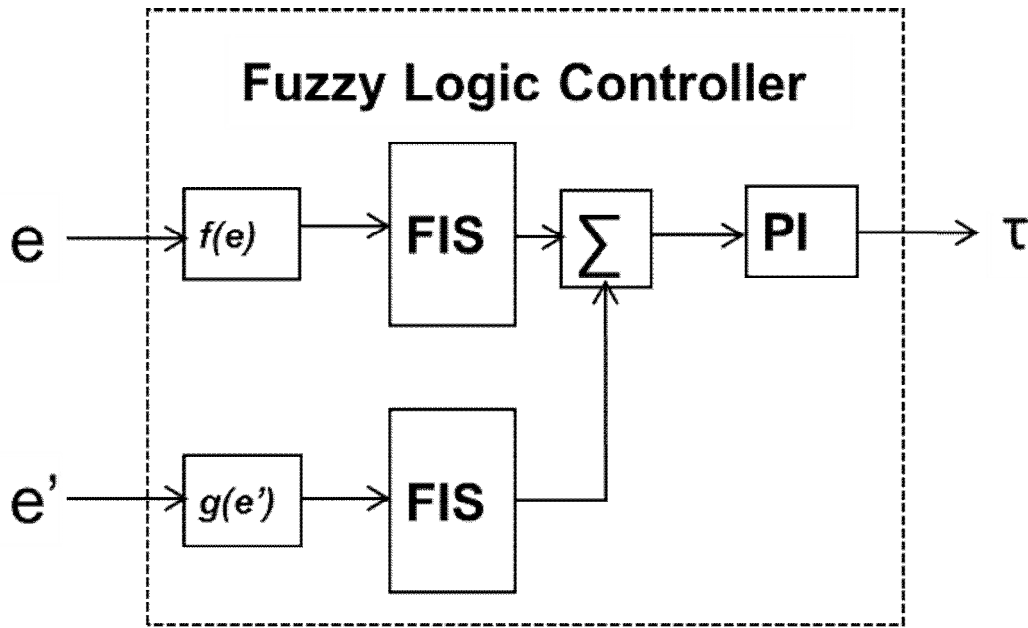 Fuzzy Logic Controller
e
f(e)
FIS
∑
PI
τ
e’
g(e’)
FIS